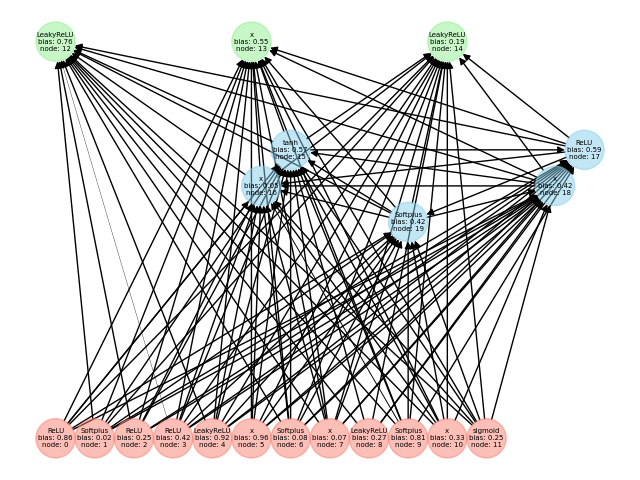 LeakyReLU
bias: 0.76
node: 12
x
bias: 0.55
node: 13
LeakyReLU
bias: 0.19
node: 14
tanh
bias: 0.57
node: 15
ReLU
bias: 0.59
node: 17
x
bias: 0.05
node: 16
x
bias: 0.42
node: 18
Softplus
bias: 0.42
node: 19
ReLU
bias: 0.86
node: 0
Softplus
bias: 0.02
node: 1
ReLU
bias: 0.25
node: 2
ReLU
bias: 0.42
node: 3
LeakyReLU
bias: 0.92
node: 4
x
bias: 0.96
node: 5
Softplus
bias: 0.08
node: 6
x
bias: 0.07
node: 7
LeakyReLU
bias: 0.27
node: 8
Softplus
bias: 0.81
node: 9
x
bias: 0.33
node: 10
sigmoid
bias: 0.25
node: 11